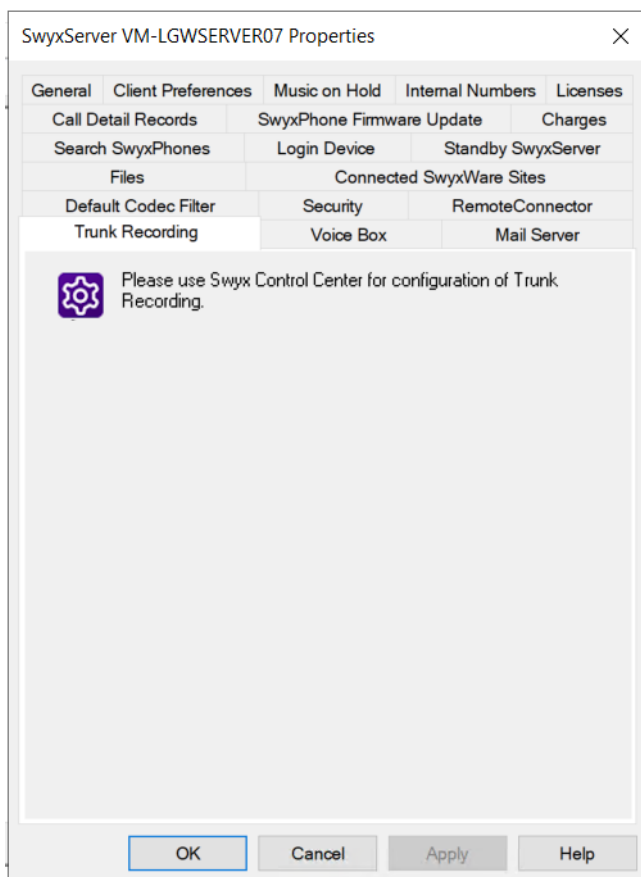 SwyxServer VM-LGWSERVER07 Properties
General Client Preferences Music on Hold Internal Numbers Licenses
Call Detail Records SwyxPhone Firmware Update Charges
Search SwyxPhones Login Device Standby SwyxServer
Files Connected SwyxWare Sites
Default Codec Filter Security RemoteConnector
Trunk Recording Voice Box Mail Server
Please use Swyx Control Center for configuration of Trunk
Recording.
OK Cancel Apply Help